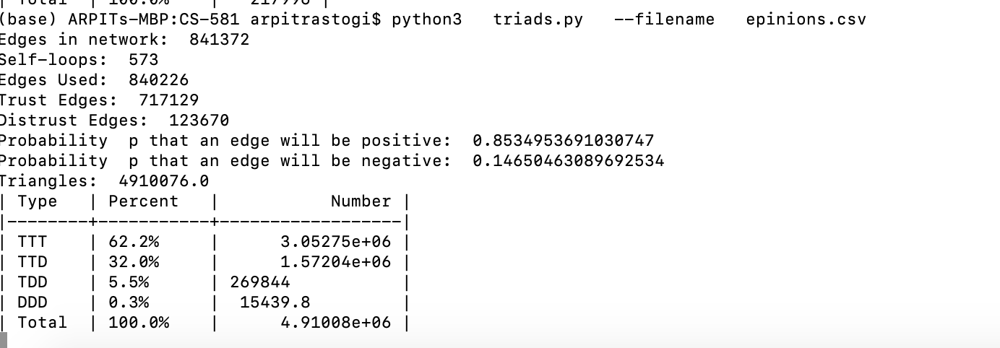 | Total | 100.0% | 217998 |
(base) ARPITs-MBP:CS-581 arpitrastogi$ python3 triads.py --filename epinions.csv
Edges in network: 841372
Self-loops: 573
Edges Used: 840226
Trust Edges: 717129
Distrust Edges: 123670
Probability p that an edge will be positive: 0.8534953691030747
Probability p that an edge will be negative: 0.14650463089692534
Triangles: 4910076.0
| Type | Percent | Number |
|--------+-----------+------------------|
| TTT | 62.2% | 3.05275e+06 |
| TTD | 32.0% | 1.57204e+06 |
| TDD | 5.5% | 269844 |
| DDD | 0.3% | 15439.8 |
| Total | 100.0% | 4.91008e+06 |